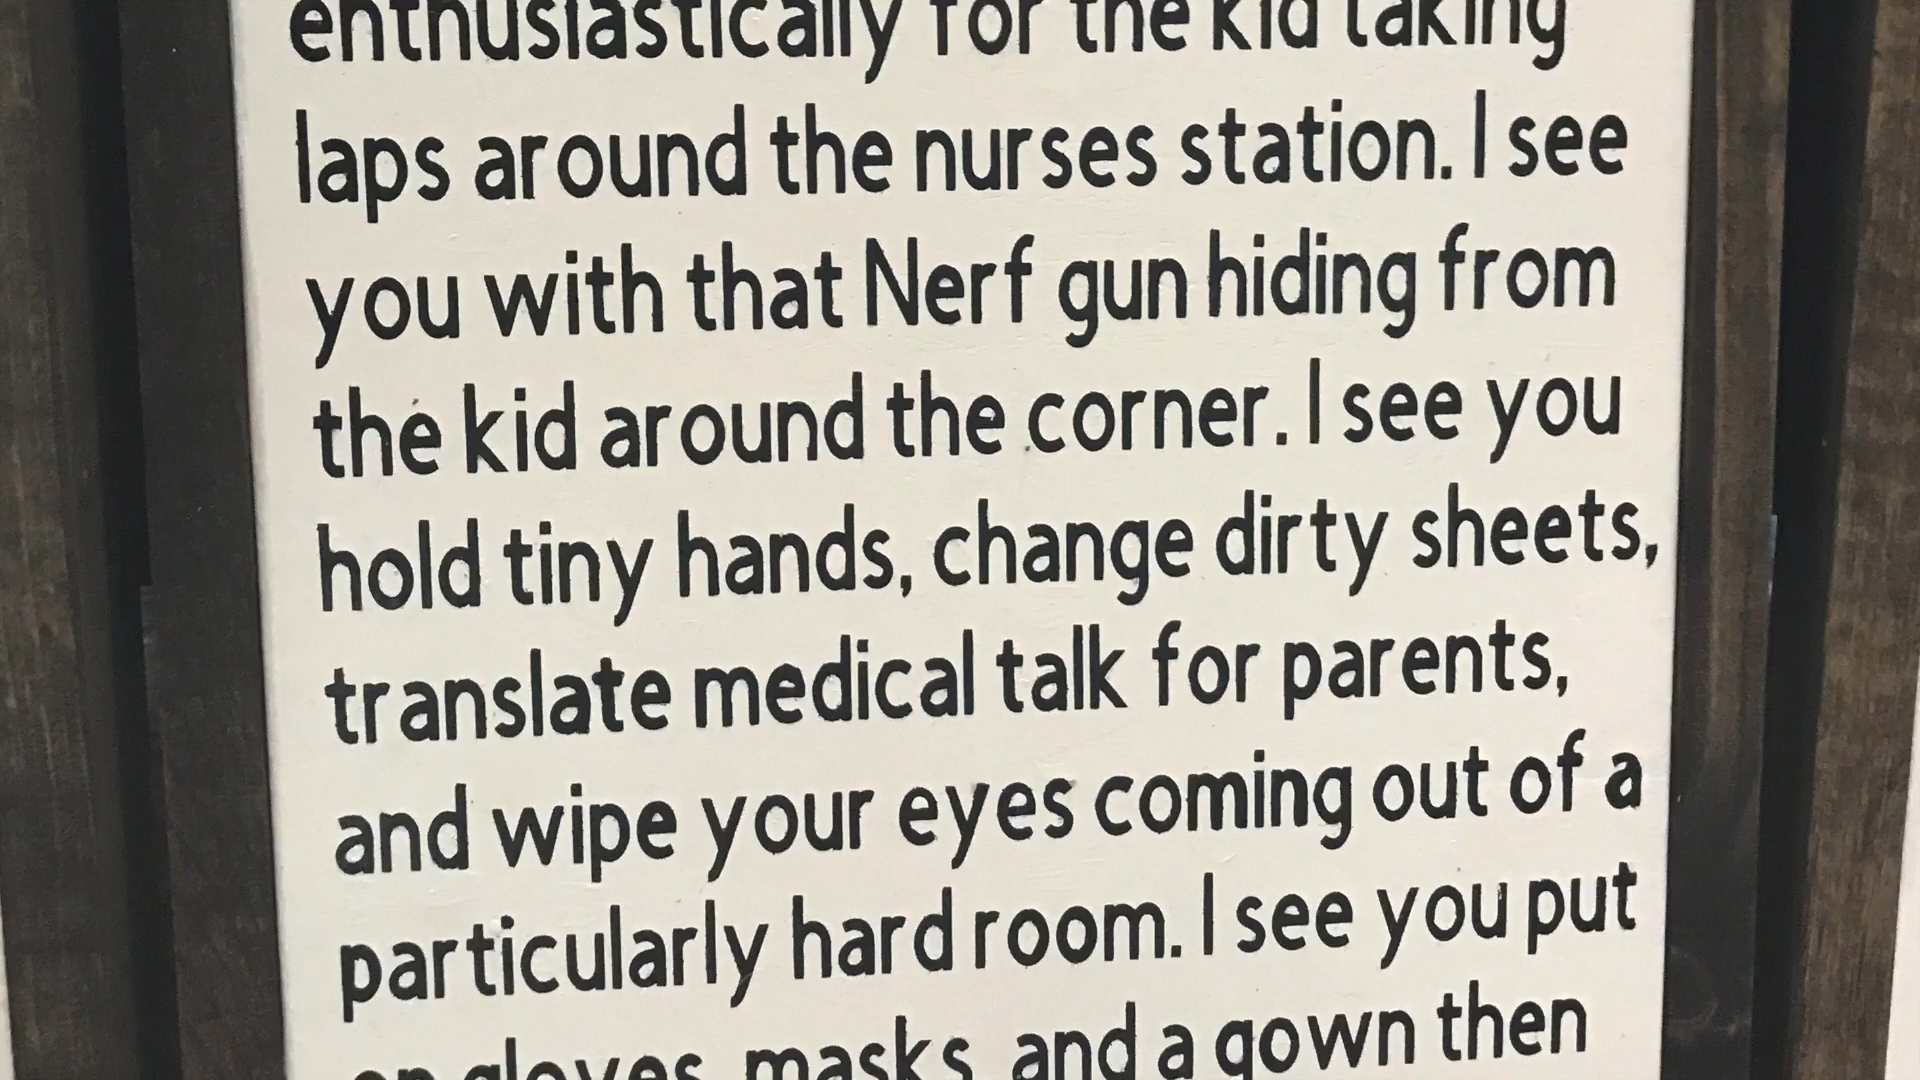 enthusiastically for the kid taking
laps around the nurses station. I see
you with that Nerf gun hiding from
the kid around the corner. I see you
hold tiny hands, change dirty sheets,
translate medical talk for parents,
and wipe your eyes coming out of a
particularly hard room. I see you put
on gloves, masks, and a gown then